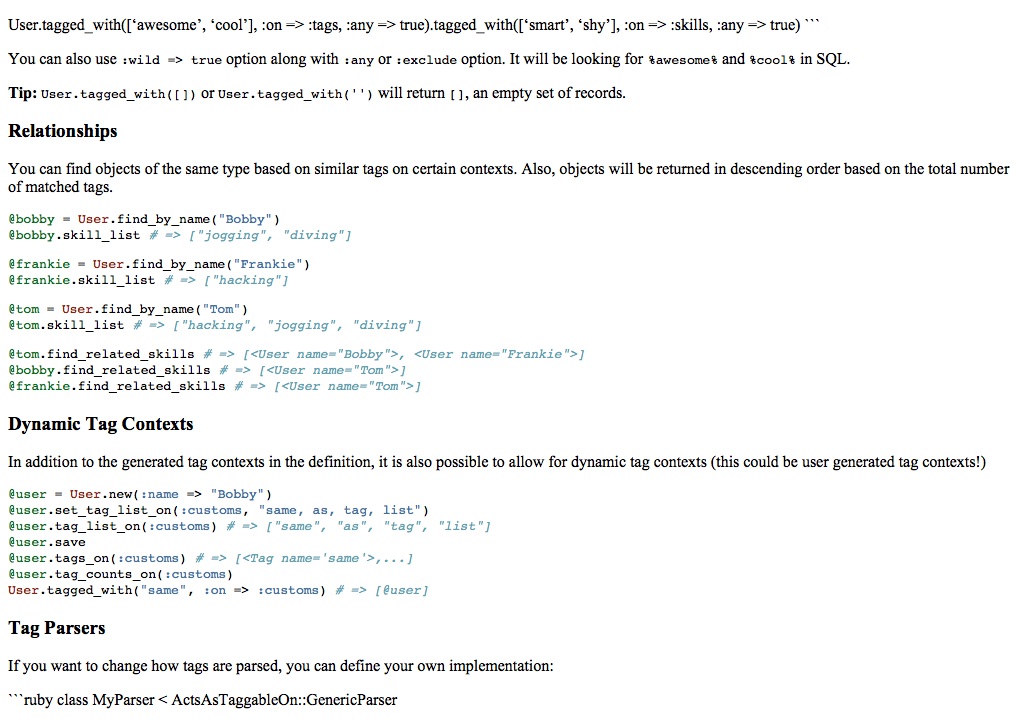 User.tagged_with([‘awesome’, ‘cool’], :on => :tags, :any => true).tagged_with([‘smart’, ‘shy’], :on => :skills, :any => true) ```
You can also use :wild => true option along with :any or :exclude option. It will be looking for %awesome% and %cool% in SQL.
Tip: User.tagged_with([]) or User.tagged_with('') will return [], an empty set of records.
Relationships
You can find objects of the same type based on similar tags on certain contexts. Also, objects will be returned in descending order based on the total number
of matched tags.
@bobby = User.find_by_name("Bobby")
@bobby.skill_list # => ["jogging", "diving"]
@frankie = User.find_by_name("Frankie")
@frankie.skill_list # => ["hacking"]
@tom = User.find_by_name("Tom")
@tom.skill_list # => ["hacking", "jogging", "diving"]
@tom.find_related_skills # => [<User name="Bobby">, <User name="Frankie">]
@bobby.find_related_skills # => [<User name="Tom">]
@frankie.find_related_skills # => [<User name="Tom">]
Dynamic Tag Contexts
In addition to the generated tag contexts in the definition, it is also possible to allow for dynamic tag contexts (this could be user generated tag contexts!)
@user = User.new(:name => "Bobby")
@user.set_tag_list_on(:customs, "same, as, tag, list")
@user.tag_list_on(:customs) # => ["same", "as", "tag", "list"]
@user.save
@user.tags_on(:customs) # => [<Tag name='same'>,...]
@user.tag_counts_on(:customs)
User.tagged_with("same", :on => :customs) # => [@user]
Tag Parsers
If you want to change how tags are parsed, you can define your own implementation:
```ruby class MyParser < ActsAsTaggableOn::GenericParser